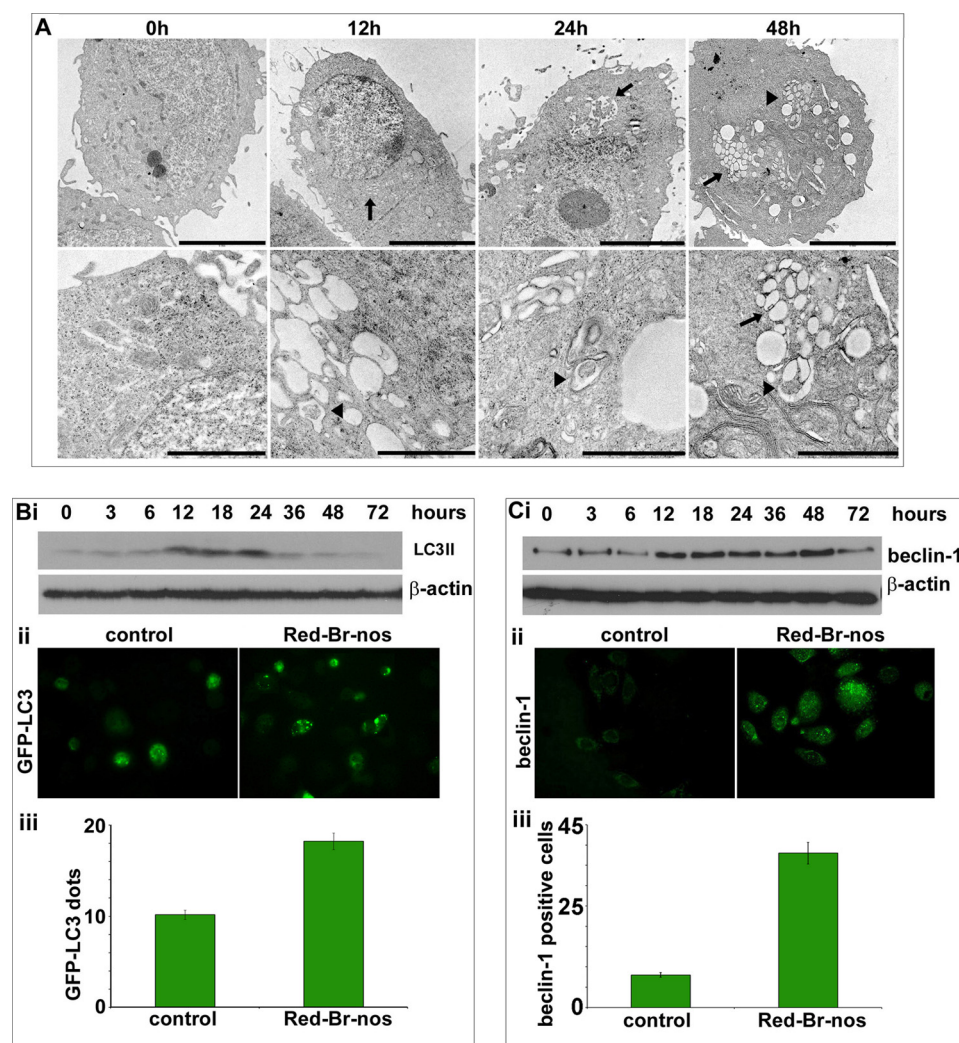 A
0h 12h 24h 48h
Bi 0 3 6 12 18 24 36 48 72 hours
LC3II
β-actin
ii control Red-Br-nos
GFP-LC3
iii
GFP-LC3 dots
20
10
0
control Red-Br-nos
Ci 0 3 6 12 18 24 36 48 72 hours
beclin-1
β-actin
ii control Red-Br-nos
beclin-1
iii
beclin-1 positive cells
45
25
0
control Red-Br-nos